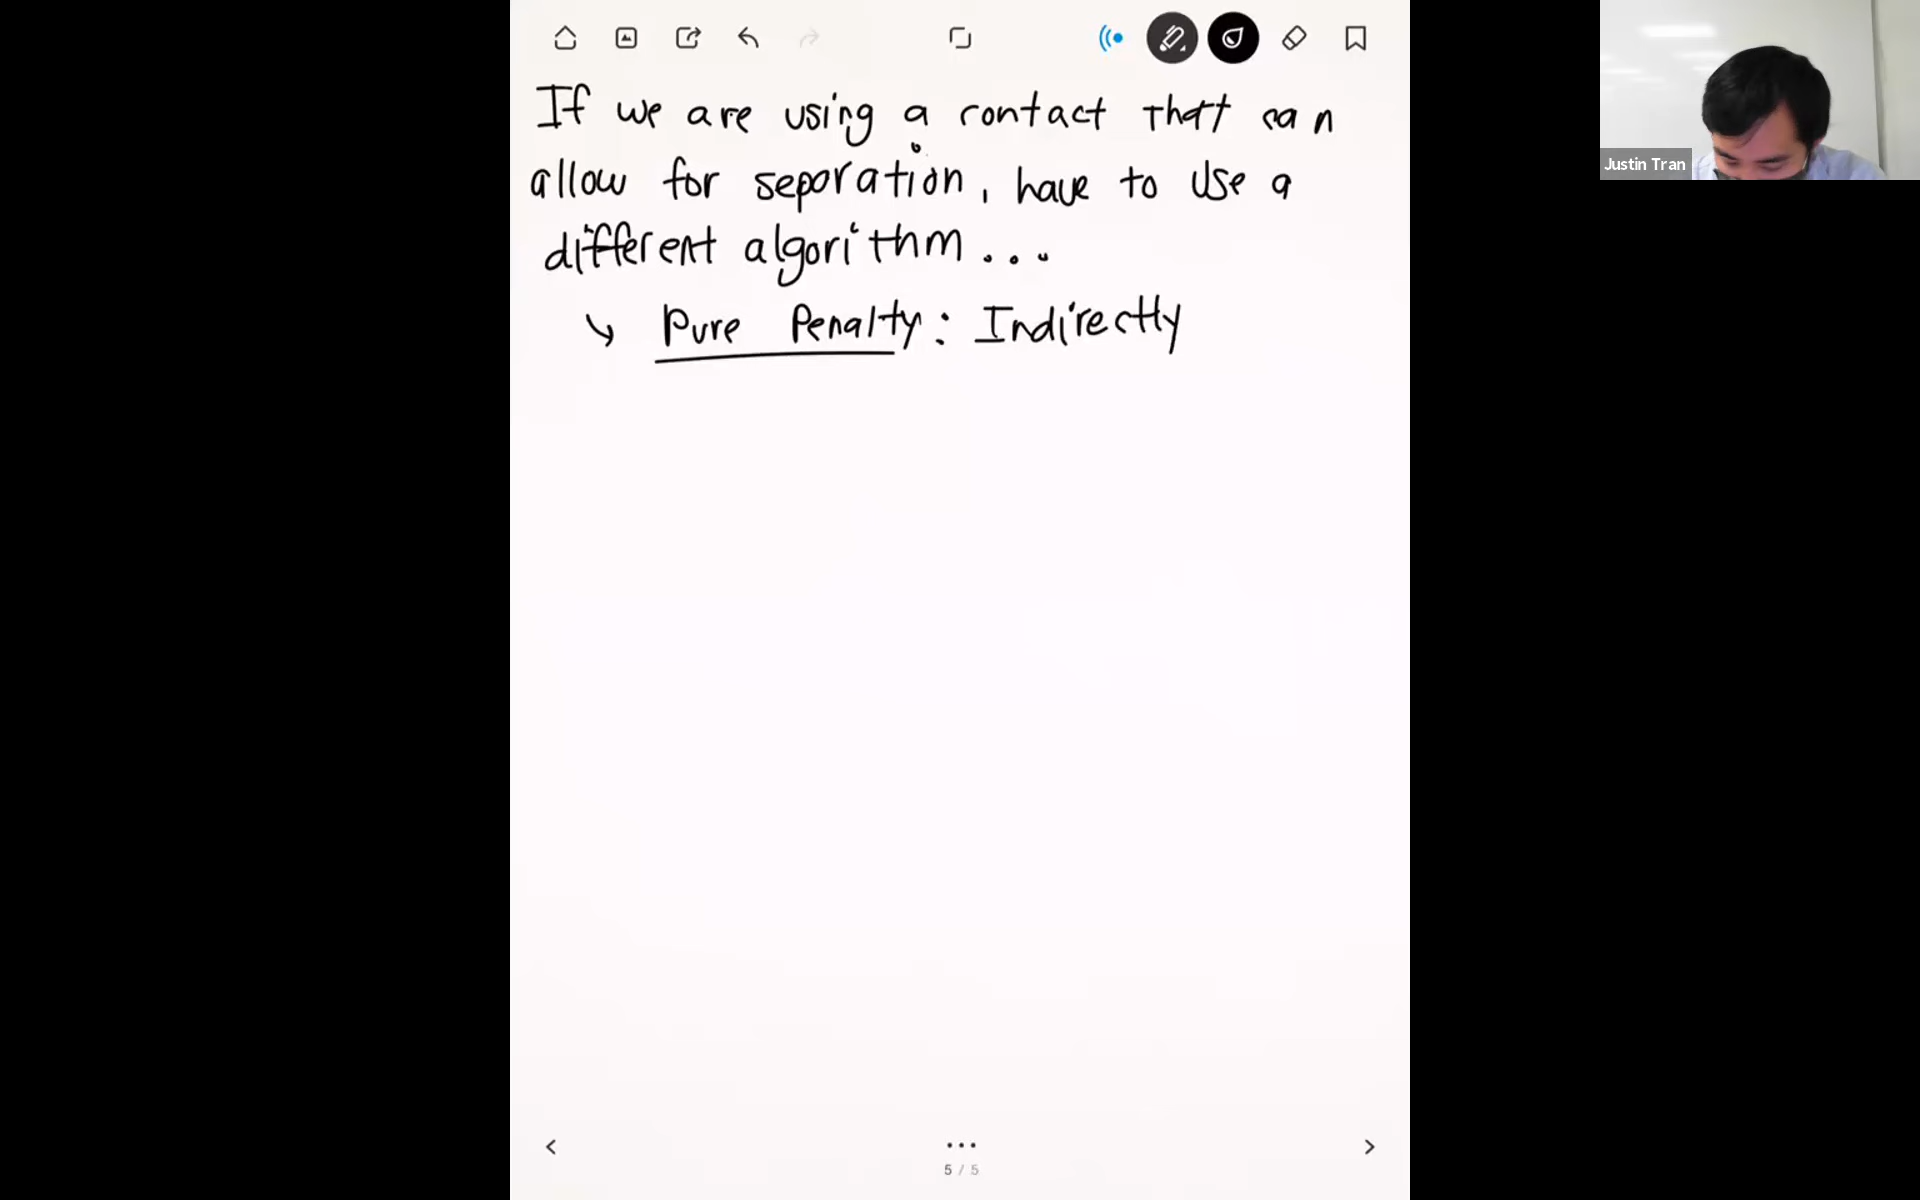 If we are using a contact that can
allow for separation, have to use a
different algorithm...
↳ Pure Penalty: Indirectly
Justin Tran
5 / 5